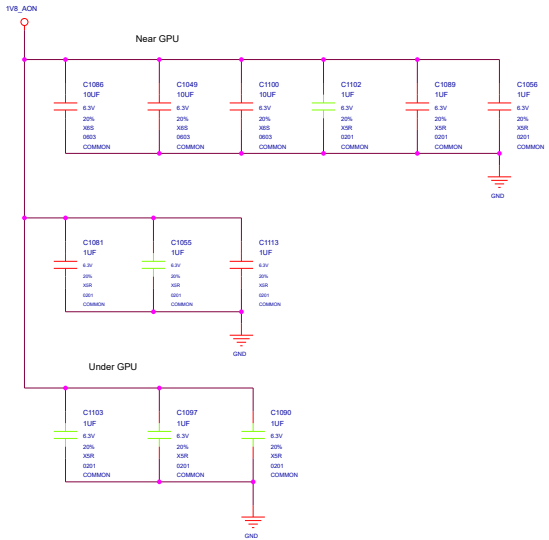 1V8_AON
Near GPU
C1086
10UF
6.3V
20%
X6S
0603
COMMON
C1049
10UF
6.3V
20%
X6S
0603
COMMON
C1100
10UF
6.3V
20%
X6S
0603
COMMON
C1102
1UF
6.3V
20%
X5R
0201
COMMON
C1089
1UF
6.3V
20%
X5R
0201
COMMON
C1056
1UF
6.3V
20%
X5R
0201
COMMON
GND
C1081
1UF
6.3V
20%
X5R
0201
COMMON
C1055
1UF
6.3V
20%
X5R
0201
COMMON
C1113
1UF
6.3V
20%
X5R
0201
COMMON
GND
Under GPU
C1103
1UF
6.3V
20%
X5R
0201
COMMON
C1097
1UF
6.3V
20%
X5R
0201
COMMON
C1090
1UF
6.3V
20%
X5R
0201
COMMON
GND